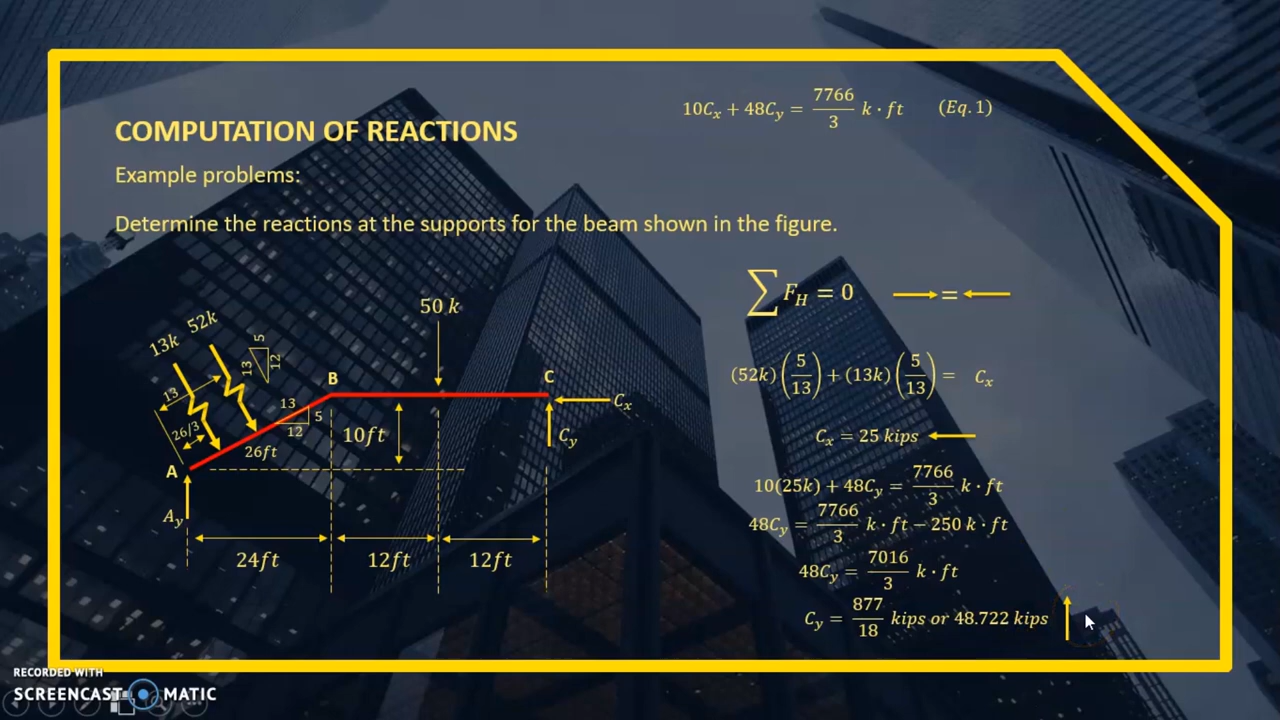 10Cₓ + 48C_y = 7766/3 k · ft (Eq. 1)
COMPUTATION OF REACTIONS
Example problems:
Determine the reactions at the supports for the beam shown in the figure.
∑ F_H = 0 → = ←
50 k
13k 52k
5
13 12
B
C
13
13
5
12
26/3
26ft
10ft
Cₓ
C_y
A
A_y
24ft 12ft 12ft
(52k)(5/13) + (13k)(5/13) = Cₓ
Cₓ = 25 kips ←
10(25k) + 48C_y = 7766/3 k · ft
48C_y = 7766/3 k · ft − 250 k · ft
48C_y = 7016/3 k · ft
C_y = 877/18 kips or 48.722 kips ↑
RECORDED WITH
SCREENCAST MATIC